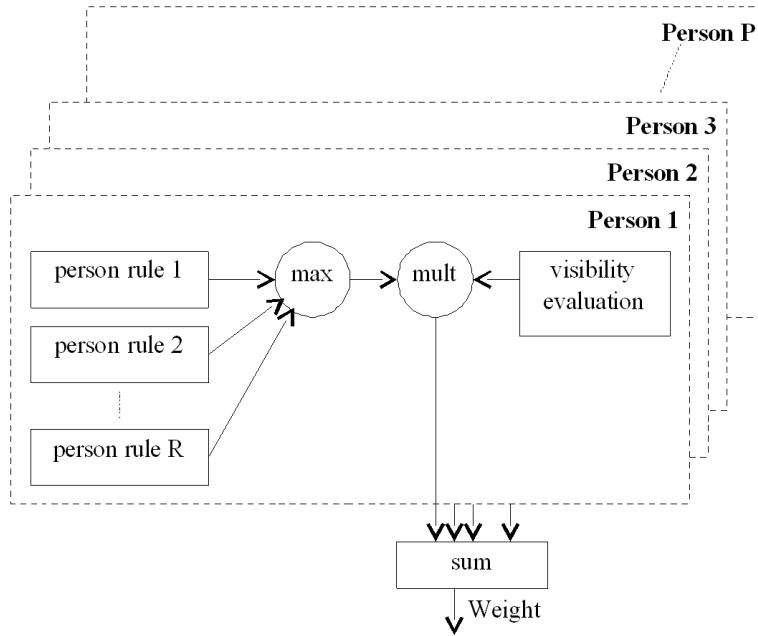 Person P
Person 3
Person 2
Person 1
person rule 1
max
mult
visibility
evaluation
person rule 2
person rule R
sum
Weight